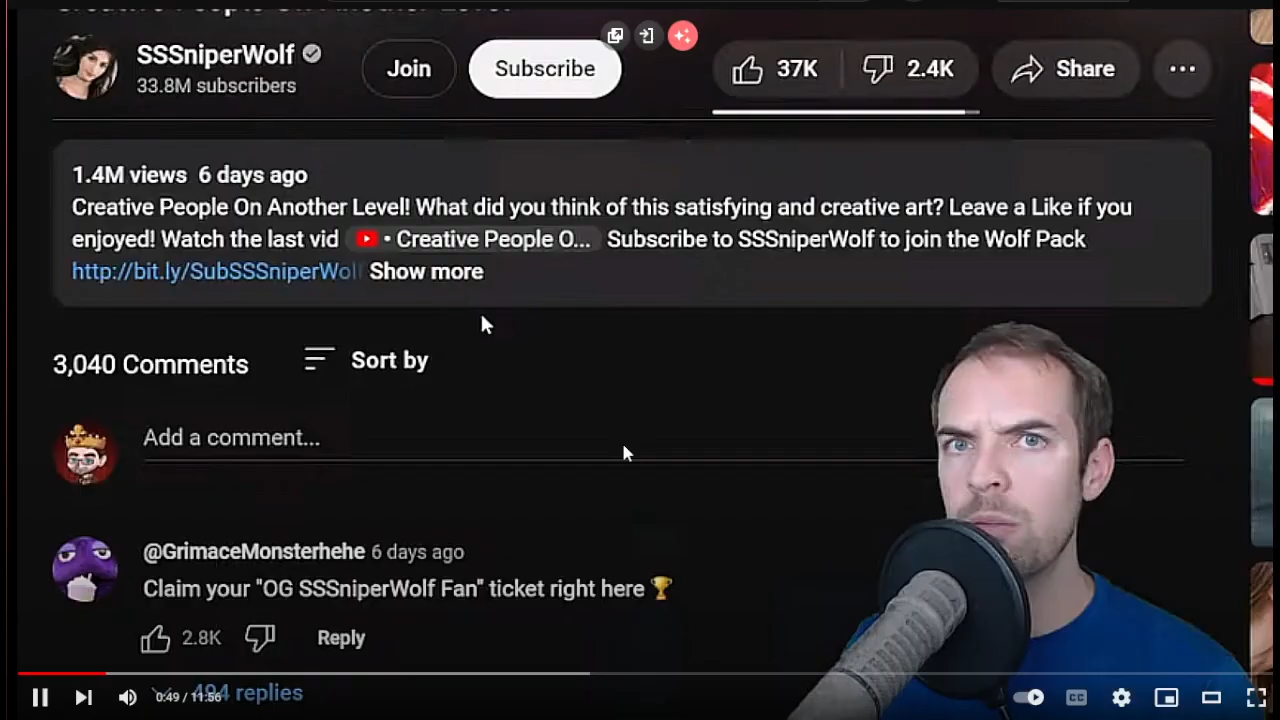 SSSniperWolf
33.8M subscribers
Join
Subscribe
37K
2.4K
Share
1.4M views 6 days ago
Creative People On Another Level! What did you think of this satisfying and creative art? Leave a Like if you
enjoyed! Watch the last vid • Creative People O... Subscribe to SSSniperWolf to join the Wolf Pack
http://bit.ly/SubSSSniperWol Show more
3,040 Comments
Sort by
Add a comment...
@GrimaceMonsterhehe 6 days ago
Claim your "OG SSSniperWolf Fan" ticket right here 🏆
2.8K
Reply
494 replies
0:49 / 11:56
CC